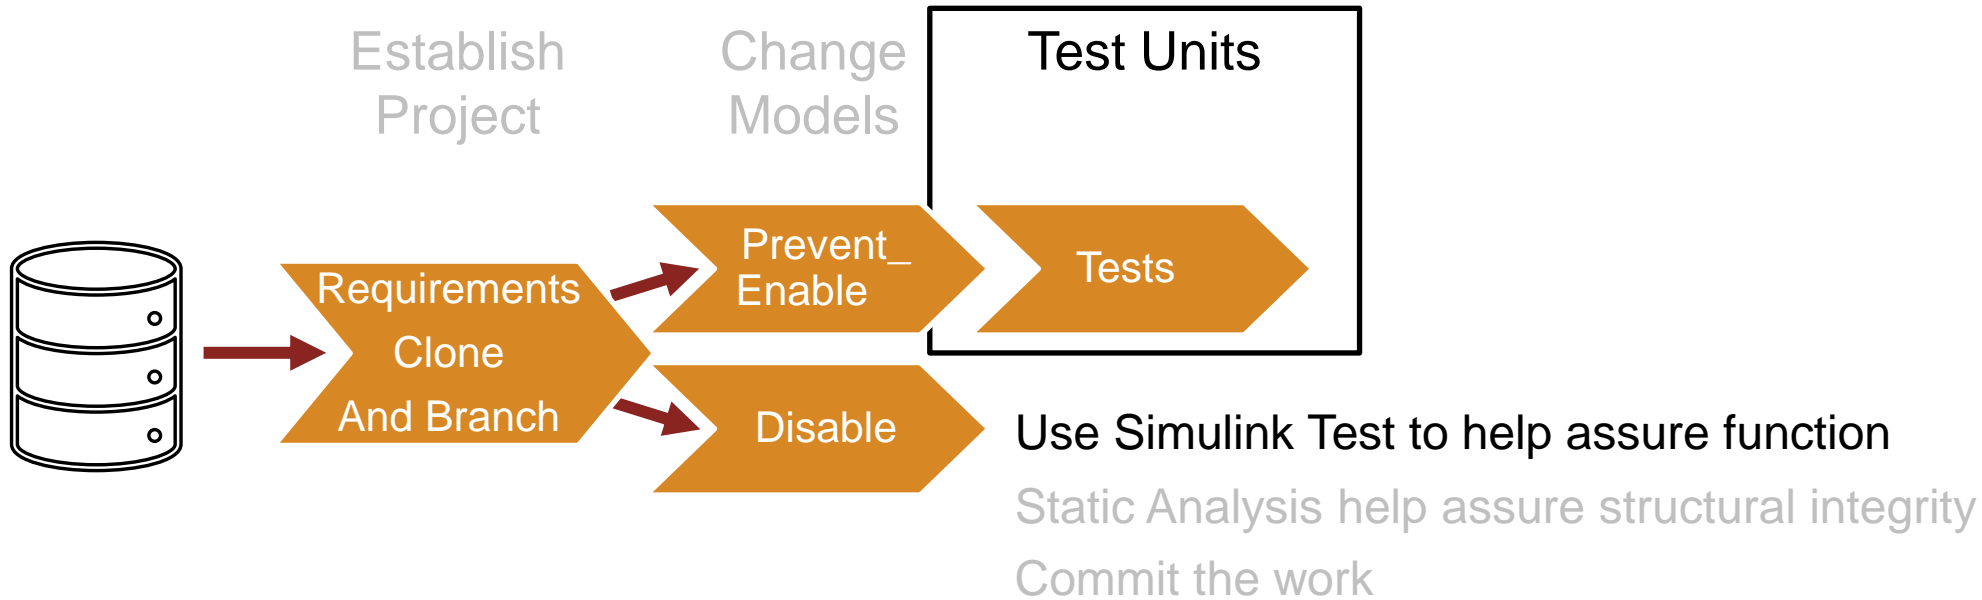 Establish
Project
Change
Models
Test Units
Requirements
Clone
And Branch
Prevent_
Enable
Tests
Disable
Use Simulink Test to help assure function
Static Analysis help assure structural integrity
Commit the work